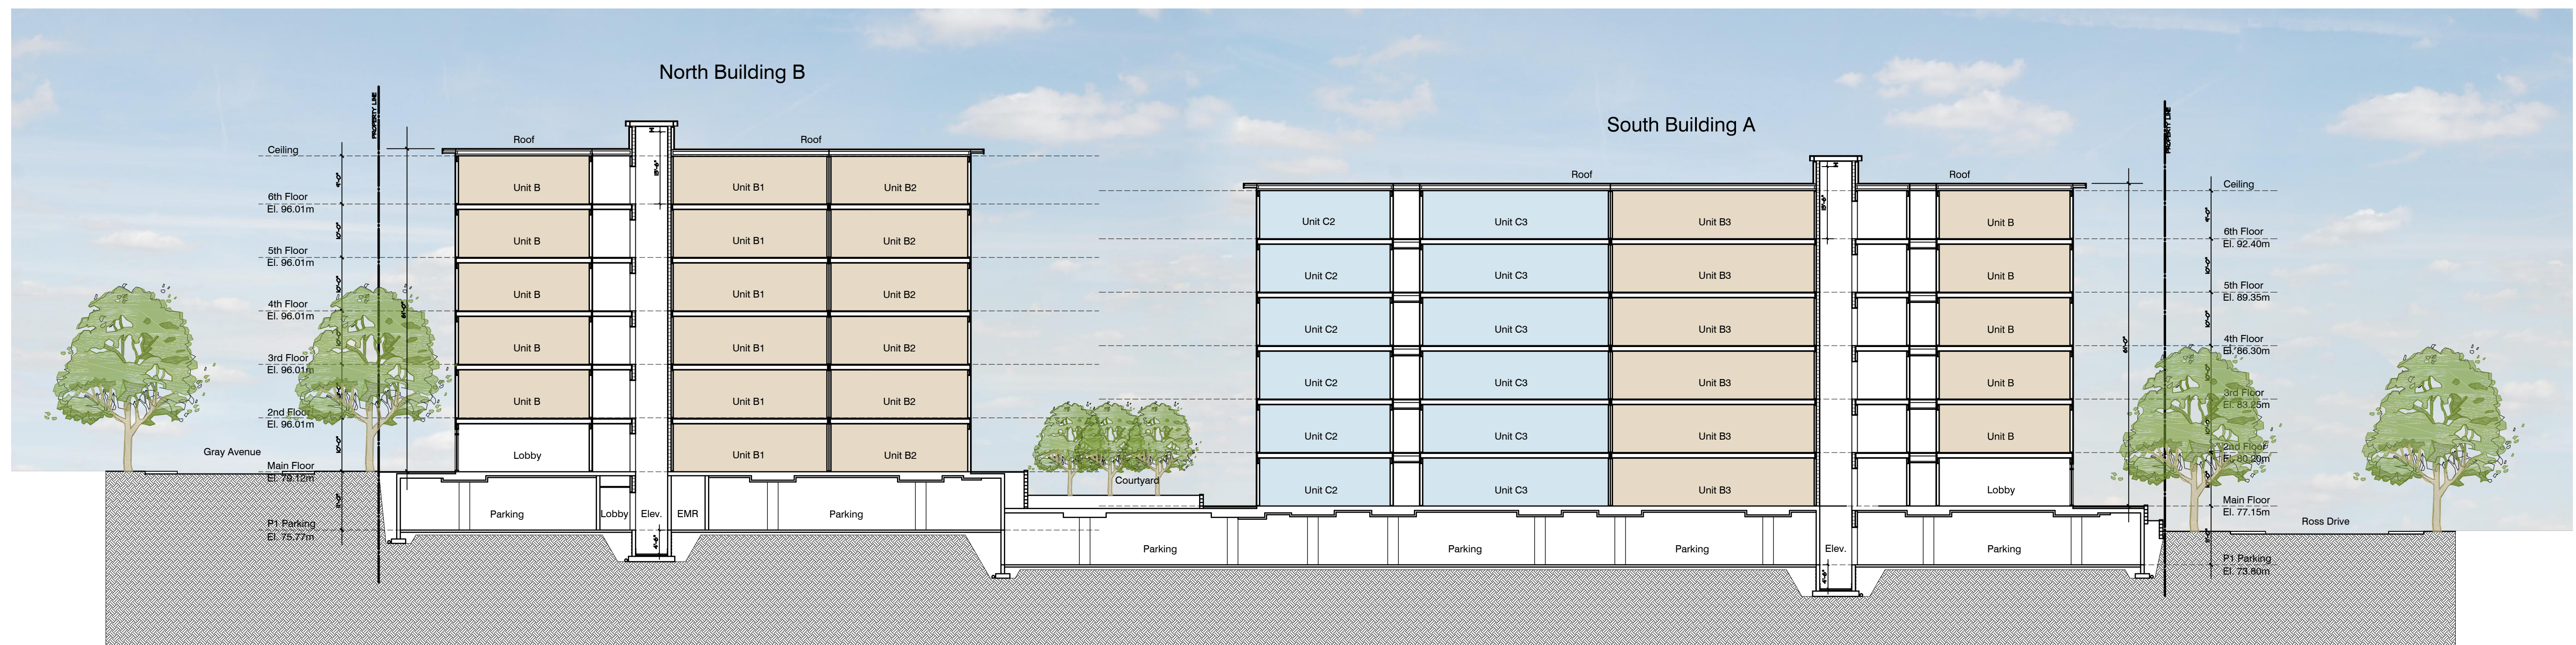 North Building B
South Building A
PROPERTY LINE
PROPERTY LINE
Roof
Roof
Roof
Roof
Ceiling
6th Floor
El. 96.01m
5th Floor
El. 96.01m
4th Floor
El. 96.01m
3rd Floor
El. 96.01m
2nd Floor
El. 96.01m
Main Floor
El. 79.12m
P1 Parking
El. 75.77m
Gray Avenue
Unit B
Unit B1
Unit B2
Unit B
Unit B1
Unit B2
Unit B
Unit B1
Unit B2
Unit B
Unit B1
Unit B2
Unit B
Unit B1
Unit B2
Lobby
Unit B1
Unit B2
Parking
Lobby
Elev.
EMR
Parking
Courtyard
Unit C2
Unit C3
Unit B3
Unit B
Unit C2
Unit C3
Unit B3
Unit B
Unit C2
Unit C3
Unit B3
Unit B
Unit C2
Unit C3
Unit B3
Unit B
Unit C2
Unit C3
Unit B3
Unit B
Unit C2
Unit C3
Unit B3
Lobby
Parking
Parking
Parking
Elev.
Parking
Ceiling
6th Floor
El. 92.40m
5th Floor
El. 89.35m
4th Floor
El. 86.30m
3rd Floor
El. 83.25m
2nd Floor
El. 80.20m
Main Floor
El. 77.15m
P1 Parking
El. 73.80m
Ross Drive